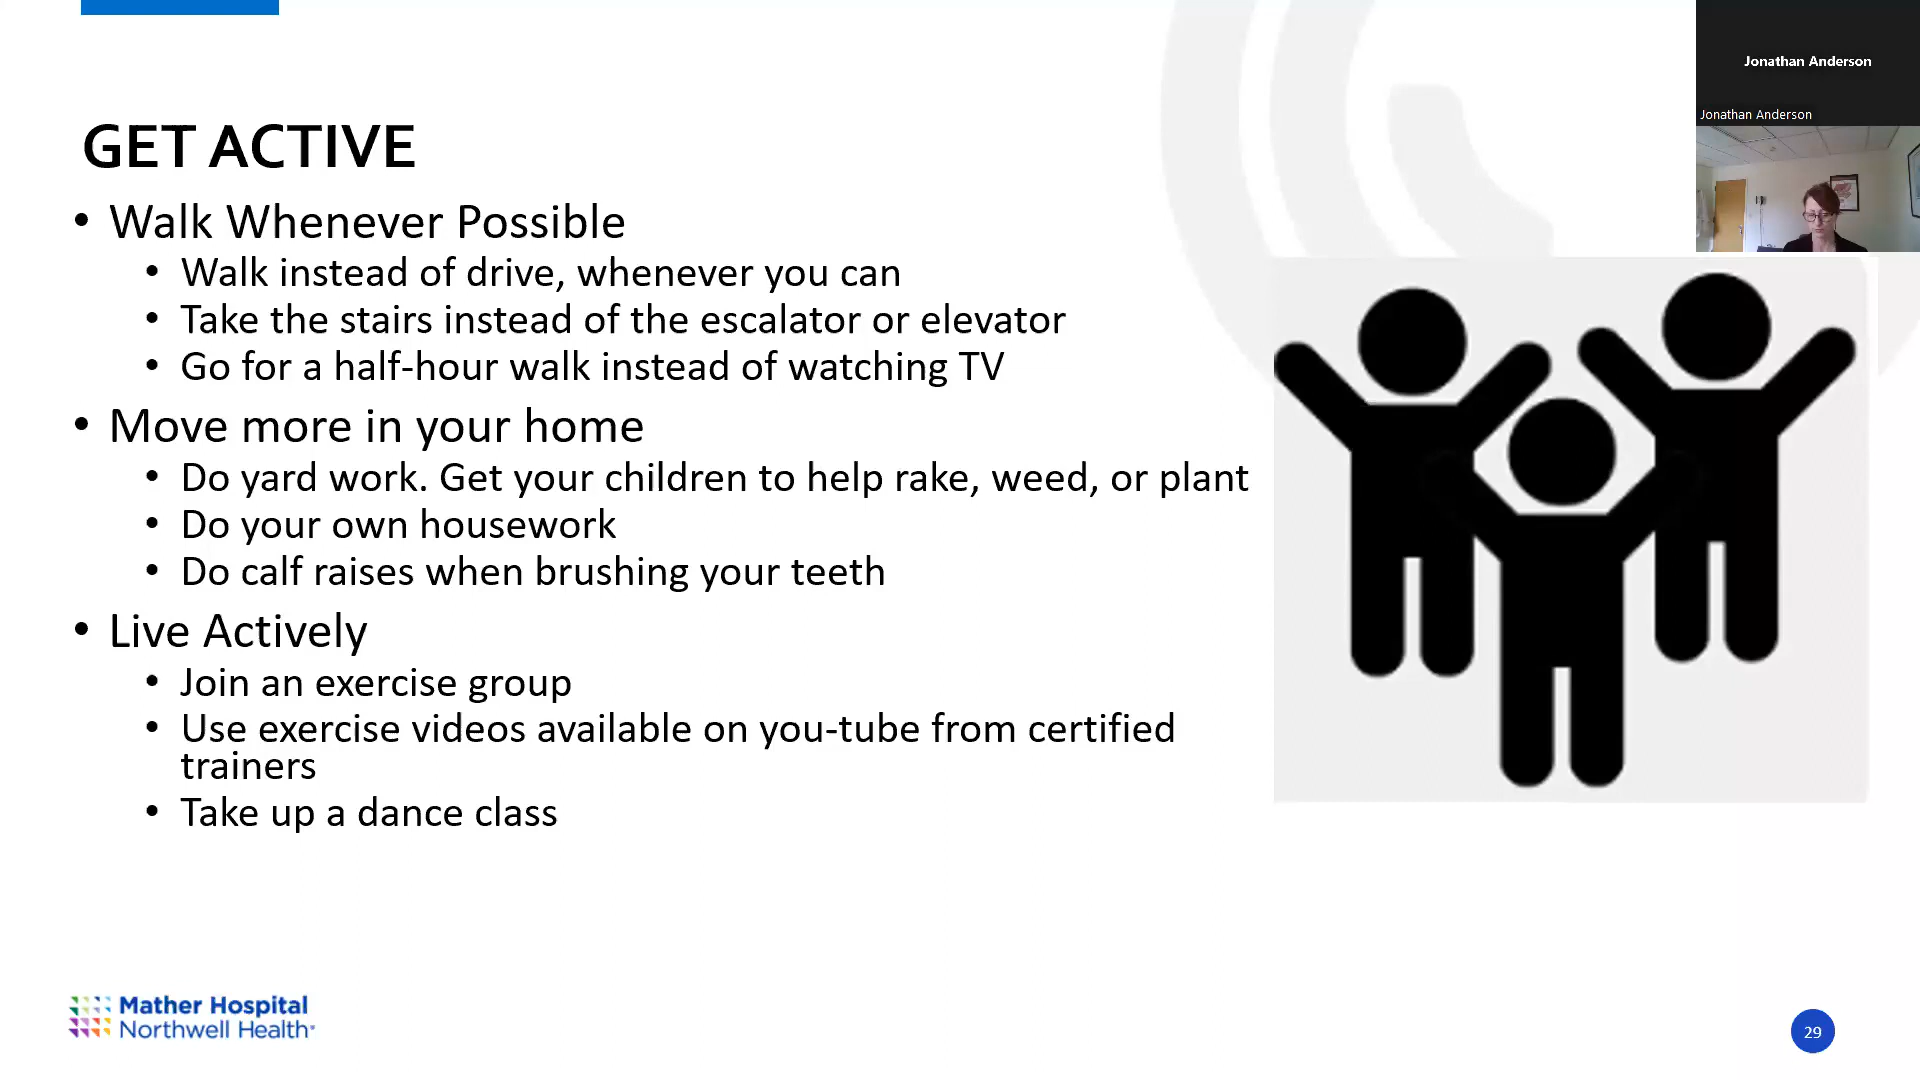 Jonathan Anderson
Jonathan Anderson
GET ACTIVE
• Walk Whenever Possible
• Walk instead of drive, whenever you can
• Take the stairs instead of the escalator or elevator
• Go for a half-hour walk instead of watching TV
• Move more in your home
• Do yard work. Get your children to help rake, weed, or plant
• Do your own housework
• Do calf raises when brushing your teeth
• Live Actively
• Join an exercise group
• Use exercise videos available on you-tube from certified
trainers
• Take up a dance class
Mather Hospital
Northwell Health
29